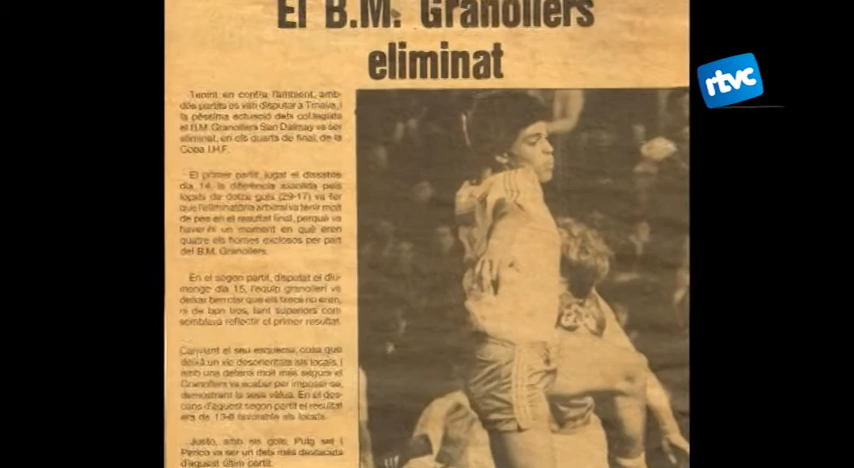 El B.M. Granollers
eliminat
rtvc
Tenint en contra l'ambient, amb-
dós partits es van disputar a Trnava, i
la pèssima actuació dels col·legiats
el B.M. Granollers San Dalmay va ser
eliminat, en els quarts de final, de la
Copa I.H.F.
El primer partit, jugat el dissabte
dia 14, la diferència assolida pels
locals de dotze gols (29-17) va fer
que l'eliminatòria arbitral va tenir molt
de pes en el resultat final, perquè va
haver-hi un moment en què eren
quatre els homes exclosos per part
del B.M. Granollers.
En el segon partit, disputat el diu-
menge dia 15, l'equip granollerí va
deixar ben clar que els txecs no eren,
ni de bon tros, tant superiors com
semblava reflectir el primer resultat.
Canviant el seu esquema, cosa que
deixà un xic desorientats als locals, i
amb una defensa molt més segura el
Granollers va acabar per imposar-se,
demostrant la seva vàlua. En el des-
cans d'aquest segon partit el resultat
era de 13-8 favorable als locals.
Justo, amb sis gols, Puig set i
Perico va ser un dels més destacats
d'aquest últim partit.